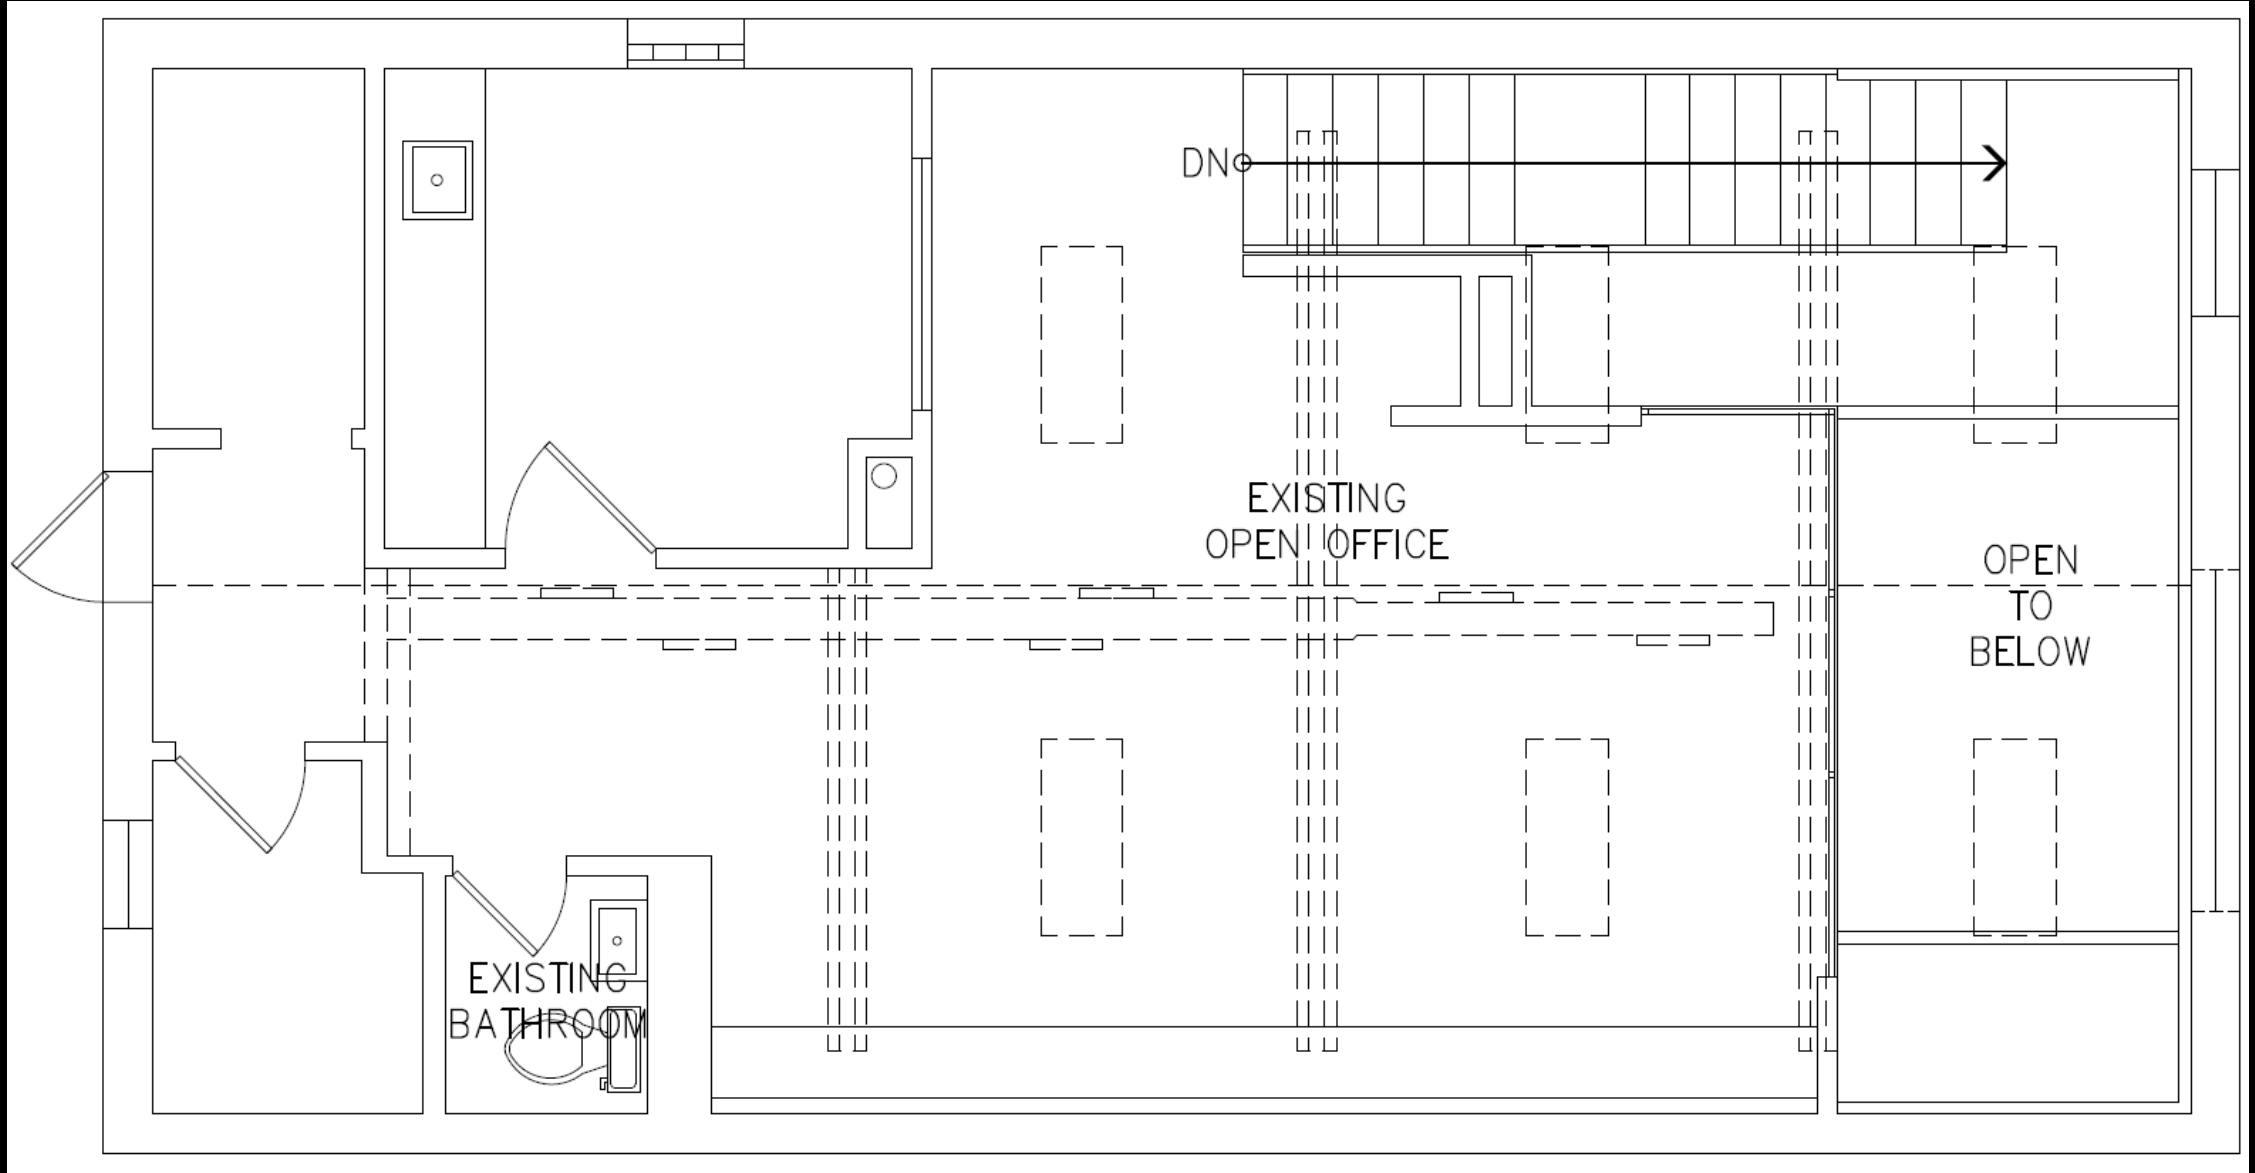 DN
EXISTING
OPEN OFFICE
OPEN
TO
BELOW
EXISTING
BATHROOM